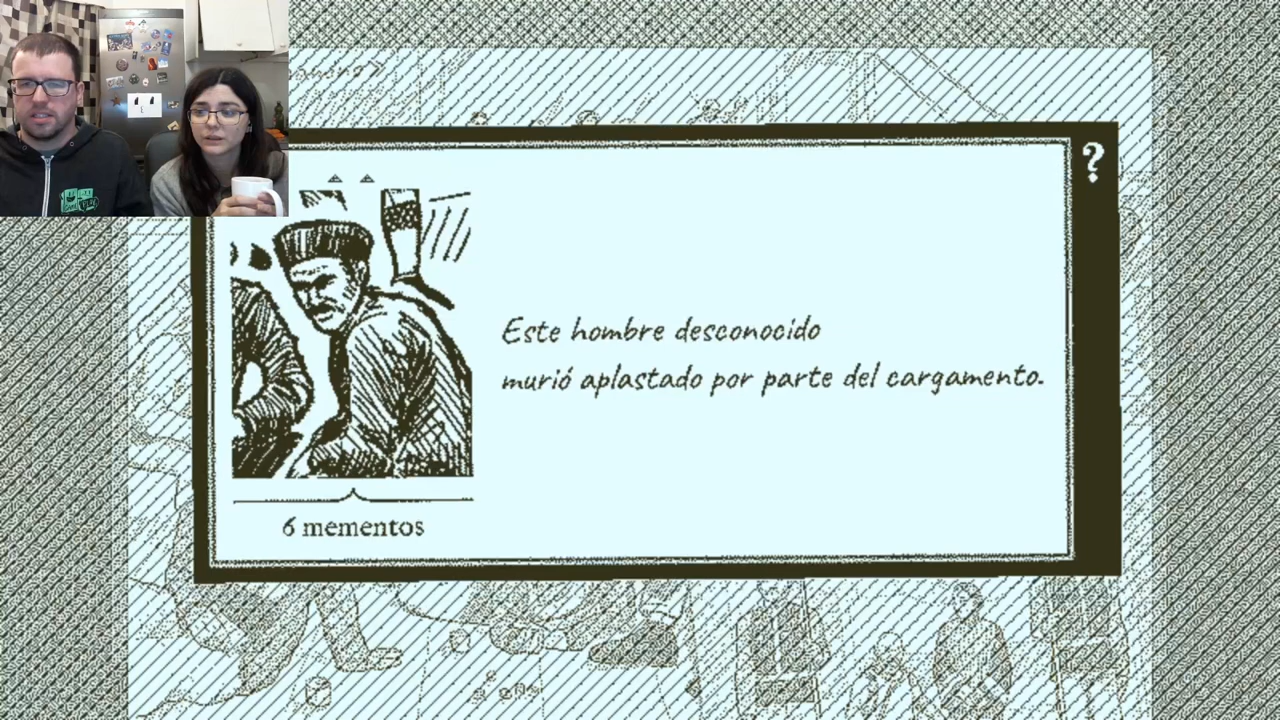 ?
Este hombre desconocido
murió aplastado por parte del cargamento.
6 mementos